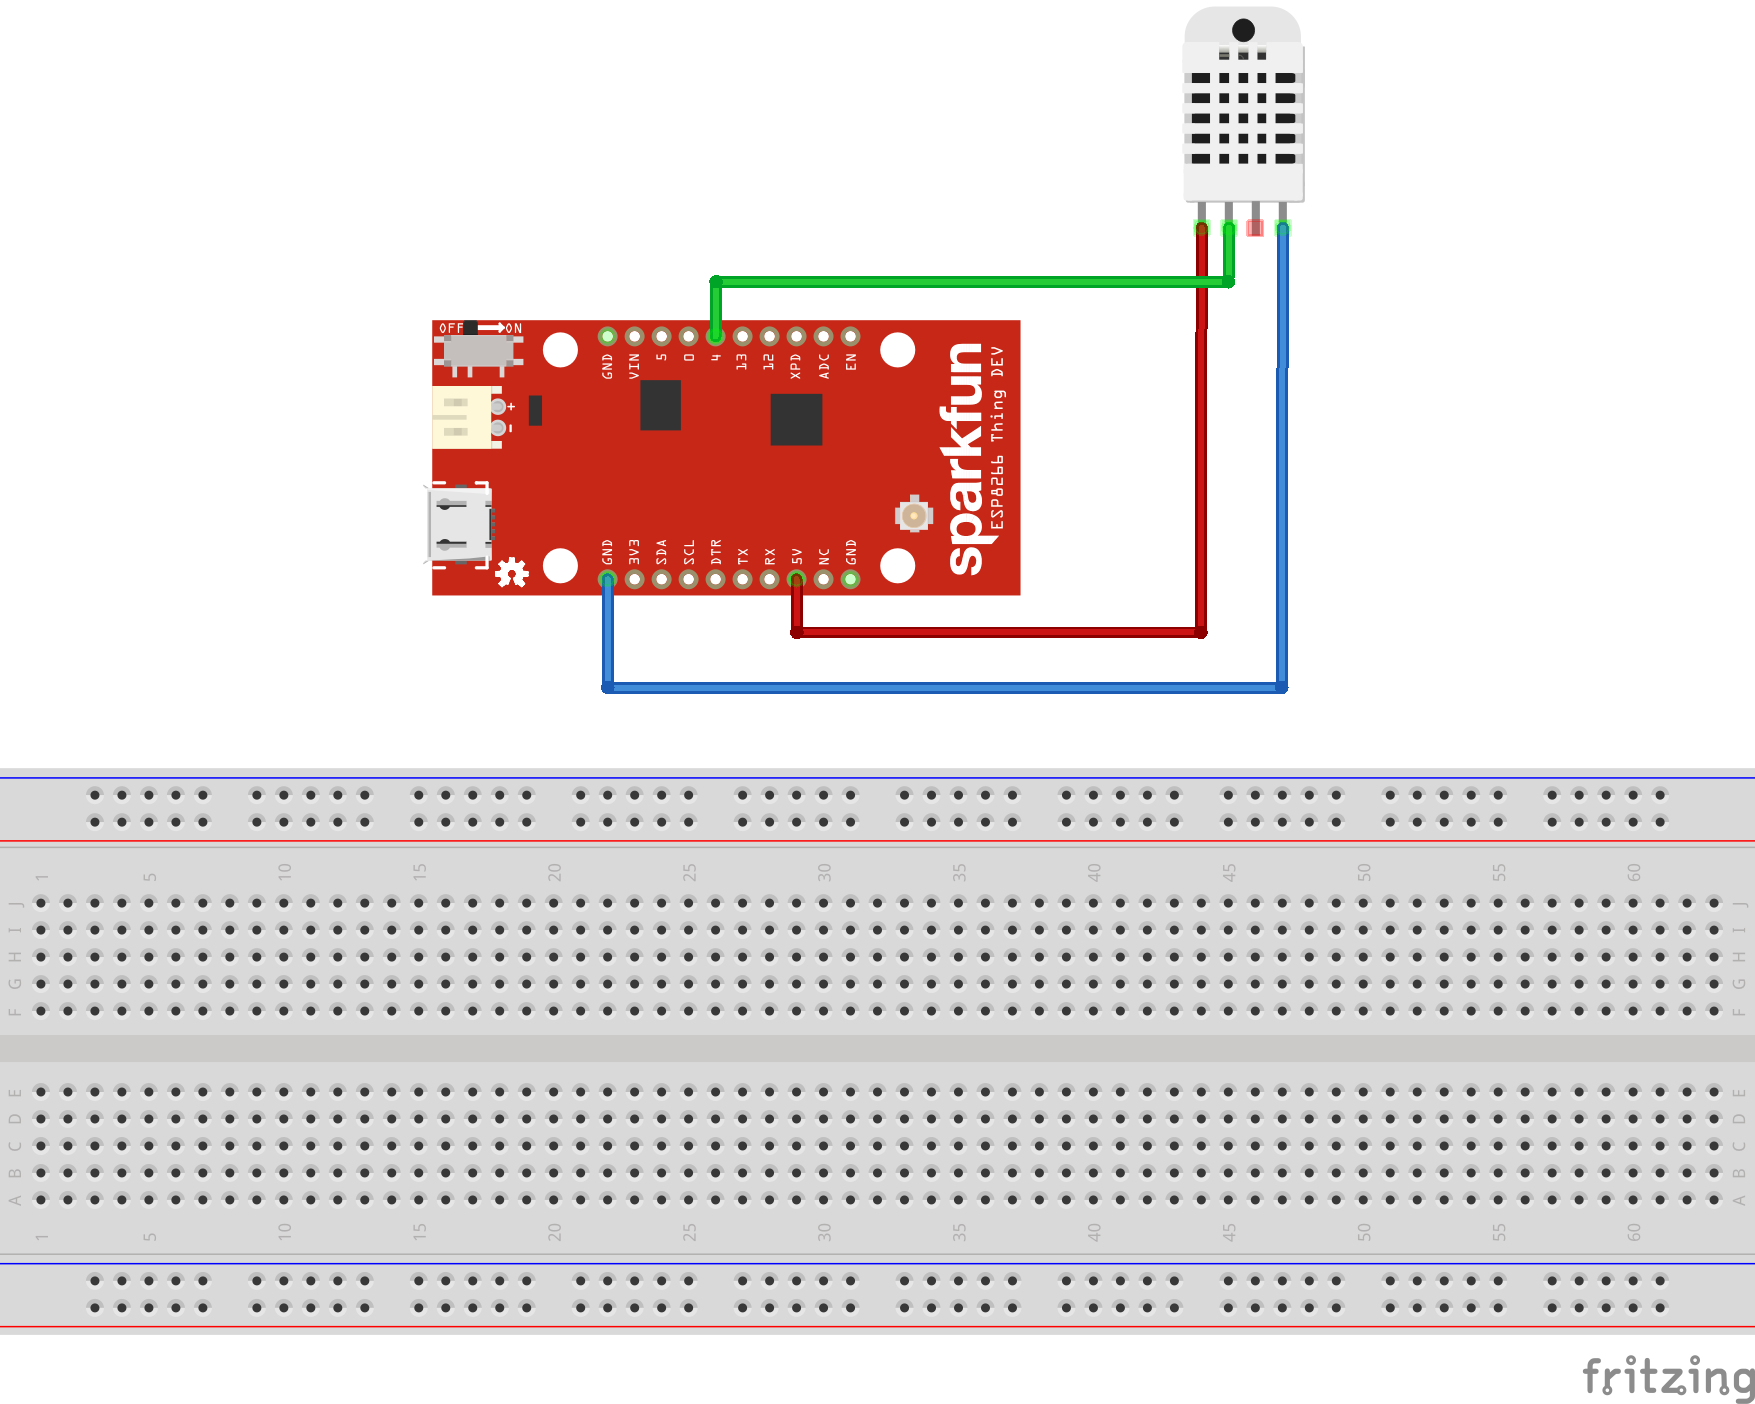 OFF ON
GND VIN 5 0 4 13 12 XPD ADC EN
+
-
sparkfun
ESP8266 Thing DEV
GND 3V3 SDA SCL DTR TX RX 5V NC GND
1 5 10 15 20 25 30 35 40 45 50 55 60
J J
I I
H H
G G
F F
E E
D D
C C
B B
A A
1 5 10 15 20 25 30 35 40 45 50 55 60
fritzing